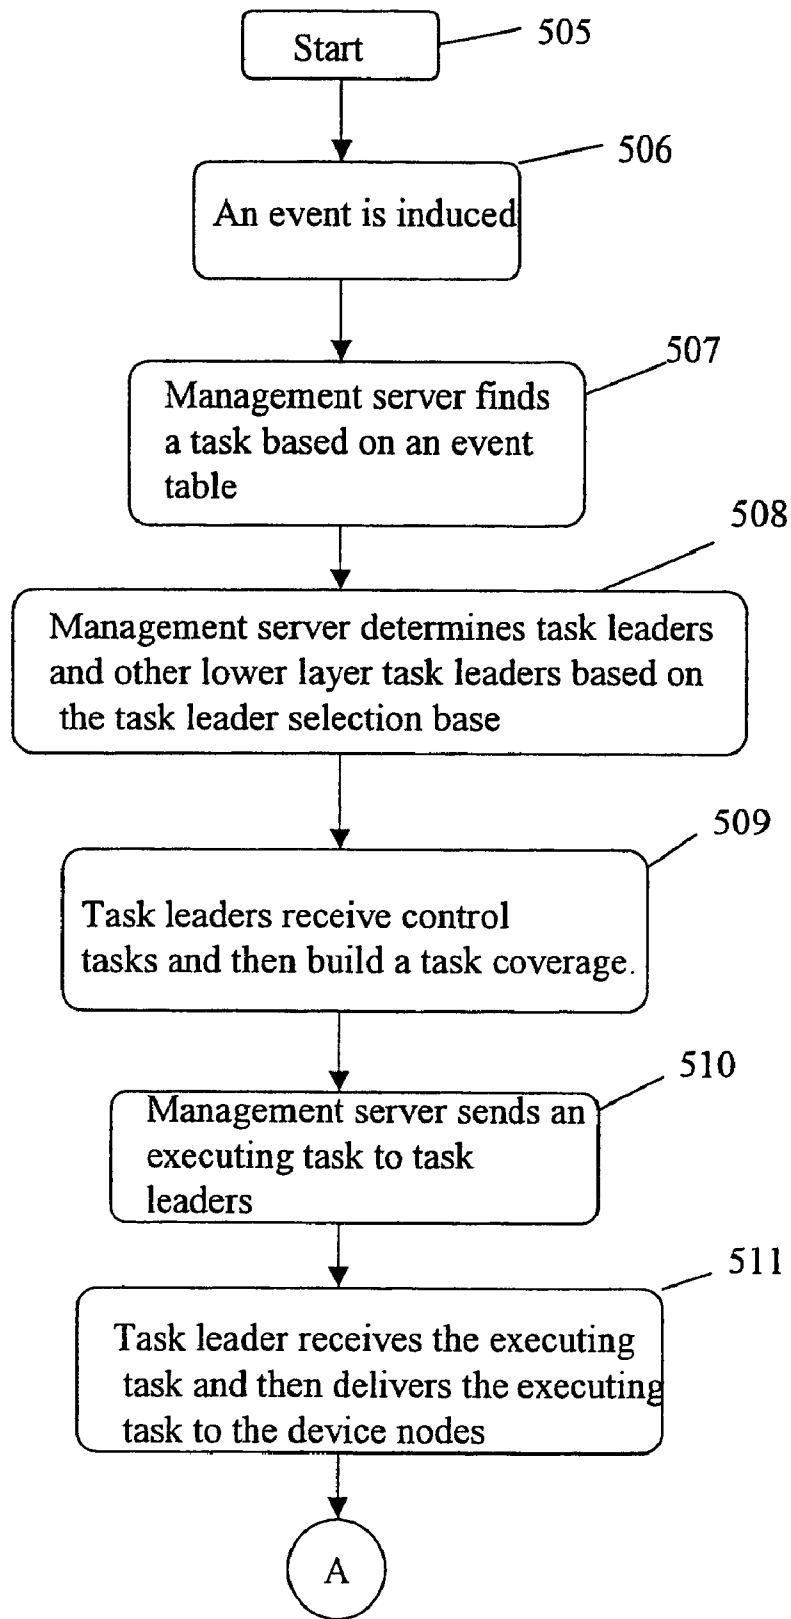 Start
505
506
An event is induced
507
Management server finds
a task based on an event
table
508
Management server determines task leaders
and other lower layer task leaders based on
the task leader selection base
509
Task leaders receive control
tasks and then build a task coverage.
510
Management server sends an
executing task to task
leaders
511
Task leader receives the executing
task and then delivers the executing
task to the device nodes
A